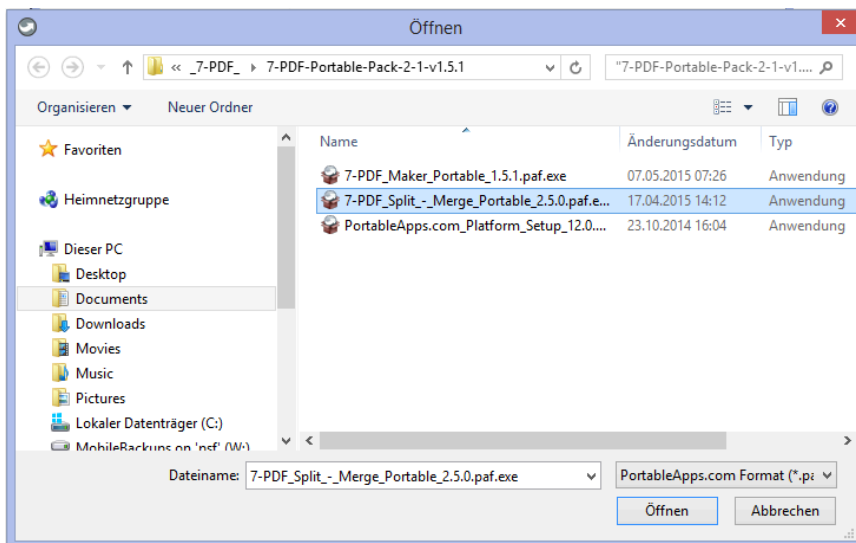 Öffnen
« _7-PDF_ 7-PDF-Portable-Pack-2-1-v1.5.1 "7-PDF-Portable-Pack-2-1-v1....
Organisieren Neuer Ordner
Name Änderungsdatum Typ
Favoriten
7-PDF_Maker_Portable_1.5.1.paf.exe 07.05.2015 07:26 Anwendung
Heimnetzgruppe
7-PDF_Split_-_Merge_Portable_2.5.0.paf.e... 17.04.2015 14:12 Anwendung
PortableApps.com_Platform_Setup_12.0.... 23.10.2014 16:04 Anwendung
Dieser PC
Desktop
Documents
Downloads
Movies
Music
Pictures
Lokaler Datenträger (C:)
MobileBackups on 'psf' (W:)
Dateiname: 7-PDF_Split_-_Merge_Portable_2.5.0.paf.exe PortableApps.com Format (*.pa
Öffnen Abbrechen